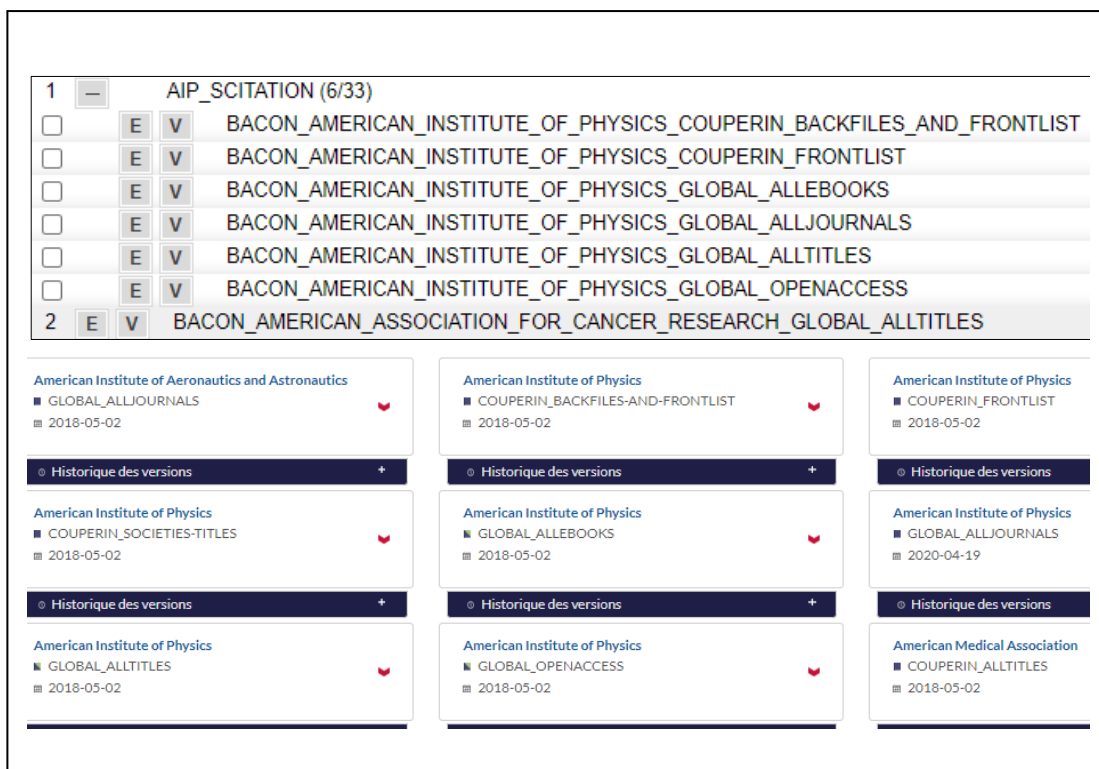 1 – AIP_SCITATION (6/33)
E V BACON_AMERICAN_INSTITUTE_OF_PHYSICS_COUPERIN_BACKFILES_AND_FRONTLIST
E V BACON_AMERICAN_INSTITUTE_OF_PHYSICS_COUPERIN_FRONTLIST
E V BACON_AMERICAN_INSTITUTE_OF_PHYSICS_GLOBAL_ALLEBOOKS
E V BACON_AMERICAN_INSTITUTE_OF_PHYSICS_GLOBAL_ALLJOURNALS
E V BACON_AMERICAN_INSTITUTE_OF_PHYSICS_GLOBAL_ALLTITLES
E V BACON_AMERICAN_INSTITUTE_OF_PHYSICS_GLOBAL_OPENACCESS
2 E V BACON_AMERICAN_ASSOCIATION_FOR_CANCER_RESEARCH_GLOBAL_ALLTITLES
American Institute of Aeronautics and Astronautics
GLOBAL_ALLJOURNALS
2018-05-02
Historique des versions +
American Institute of Physics
COUPERIN_BACKFILES-AND-FRONTLIST
2018-05-02
Historique des versions +
American Institute of Physics
COUPERIN_FRONTLIST
2018-05-02
Historique des versions
American Institute of Physics
COUPERIN_SOCIETIES-TITLES
2018-05-02
Historique des versions +
American Institute of Physics
GLOBAL_ALLEBOOKS
2018-05-02
Historique des versions +
American Institute of Physics
GLOBAL_ALLJOURNALS
2020-04-19
Historique des versions
American Institute of Physics
GLOBAL_ALLTITLES
2018-05-02
American Institute of Physics
GLOBAL_OPENACCESS
2018-05-02
American Medical Association
COUPERIN_ALLTITLES
2018-05-02